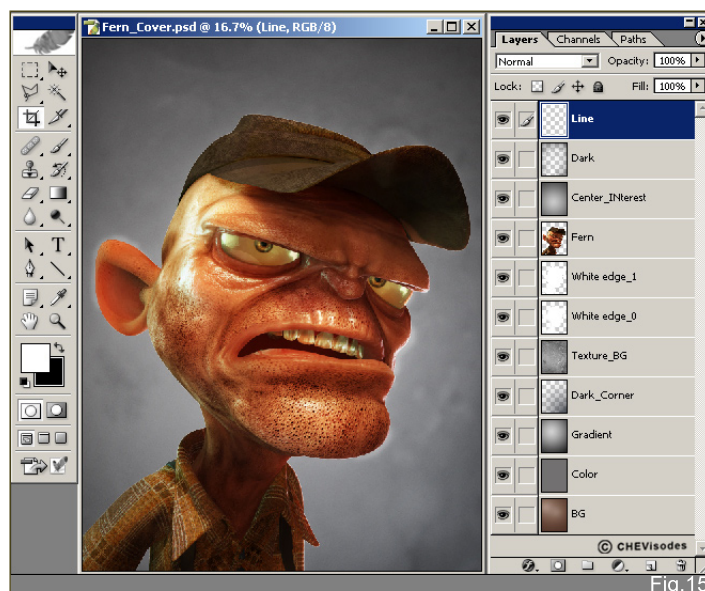 Fern_Cover.psd @ 16.7% (Line, RGB/8)
Layers Channels Paths
Normal Opacity: 100%
Lock: Fill: 100%
Line
Dark
Center_INterest
Fern
White edge_1
White edge_0
Texture_BG
Dark_Corner
Gradient
Color
BG
© CHEVisodes
Fig.15